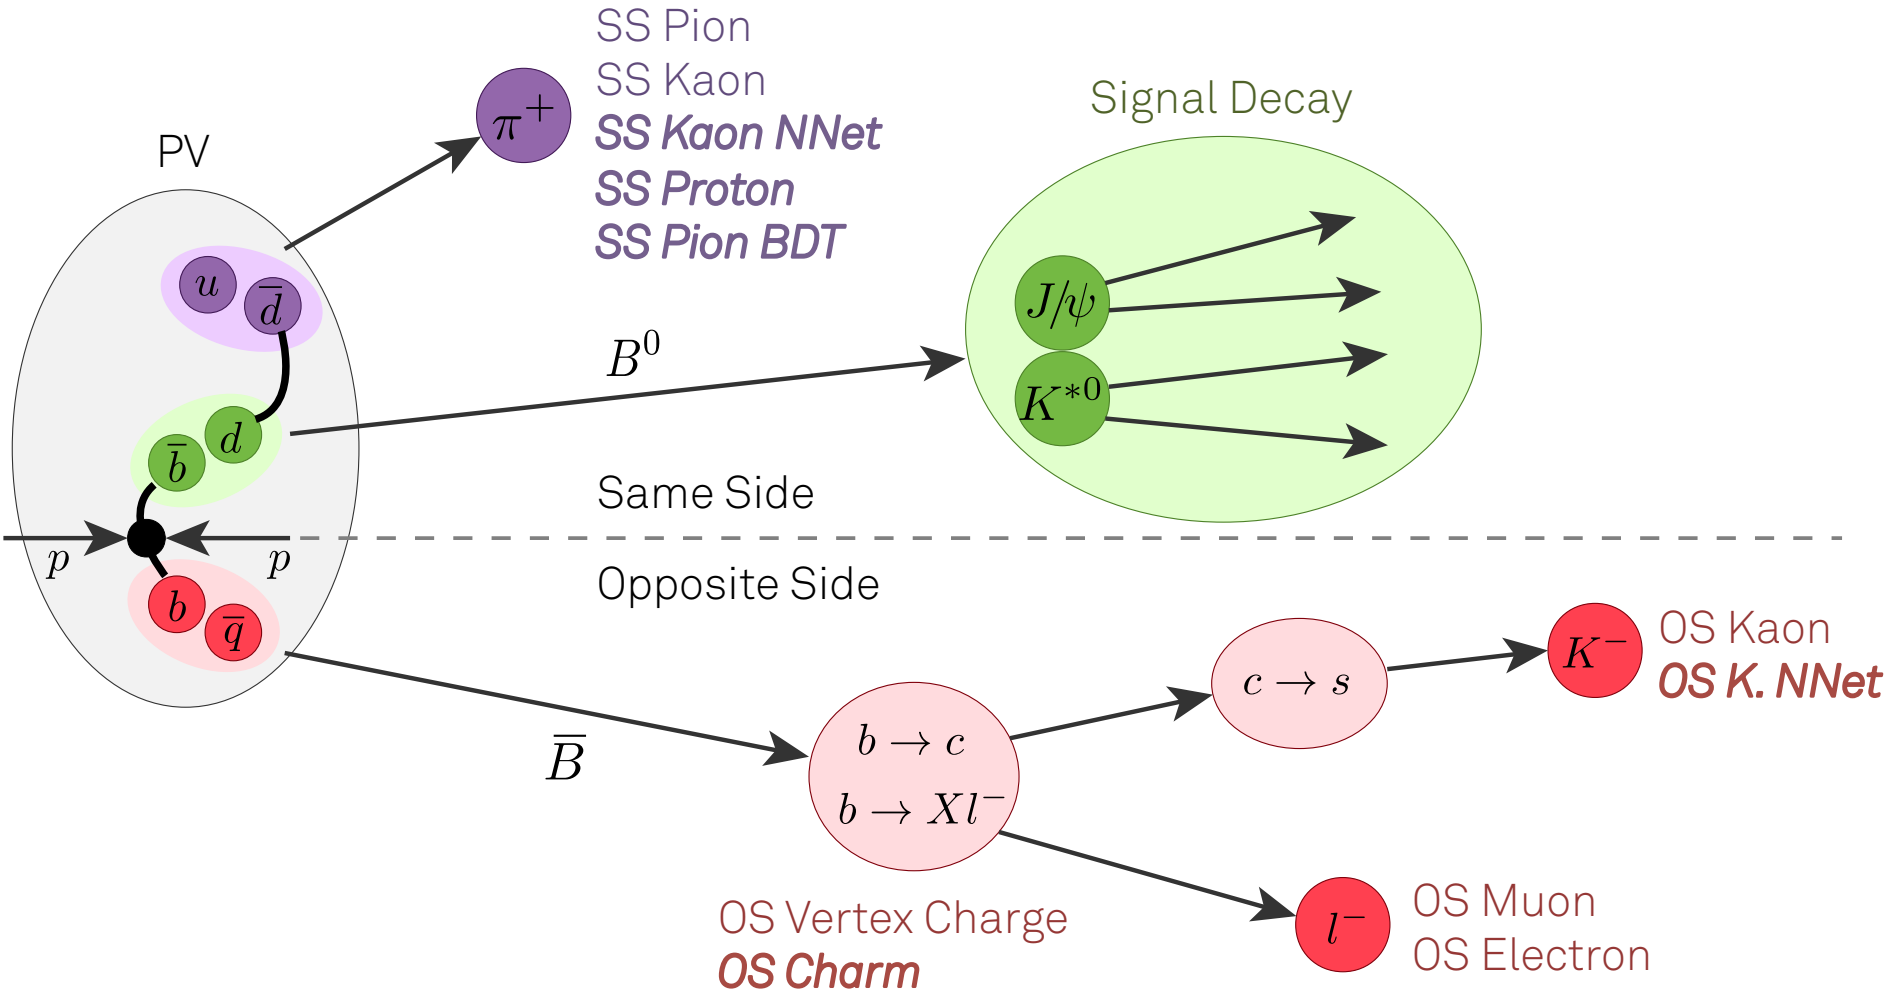 SS Pion
SS Kaon
SS Kaon NNet
SS Proton
SS Pion BDT
π⁺
PV
Signal Decay
u
d̅
J/ψ
K*⁰
B⁰
d
b̅
Same Side
p
p
Opposite Side
b
q̅
B̅
b → c
b → Xl⁻
c → s
K⁻
OS Kaon
OS K. NNet
OS Vertex Charge
OS Charm
l⁻
OS Muon
OS Electron